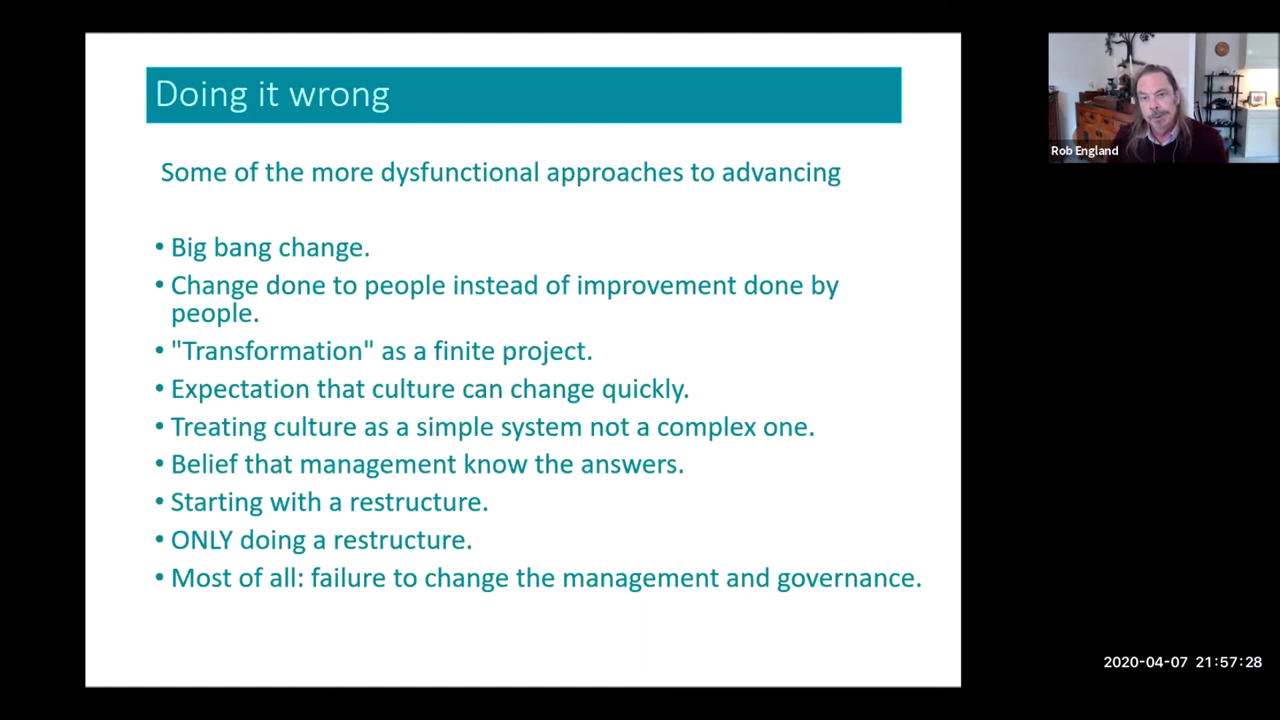 Doing it wrong
Some of the more dysfunctional approaches to advancing
• Big bang change.
• Change done to people instead of improvement done by
people.
• "Transformation" as a finite project.
• Expectation that culture can change quickly.
• Treating culture as a simple system not a complex one.
• Belief that management know the answers.
• Starting with a restructure.
• ONLY doing a restructure.
• Most of all: failure to change the management and governance.
Rob England
2020-04-07 21:57:28